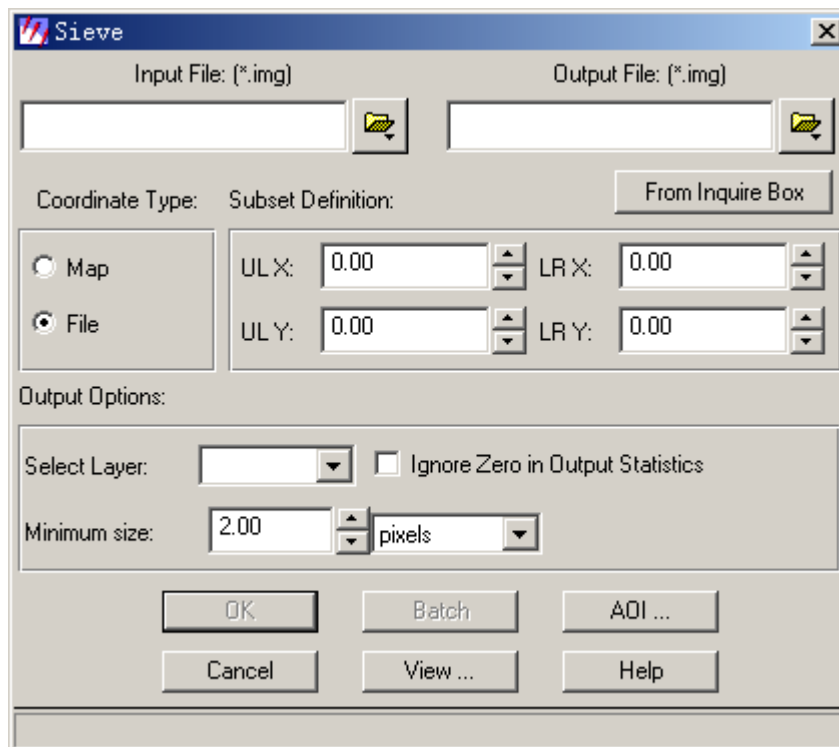 Sieve
Input File: (*.img) Output File: (*.img)
From Inquire Box
Coordinate Type: Subset Definition:
Map UL X: 0.00 LR X: 0.00
File UL Y: 0.00 LR Y: 0.00
Output Options:
Select Layer: Ignore Zero in Output Statistics
Minimum size: 2.00 pixels
OK Batch AOI ...
Cancel View ... Help